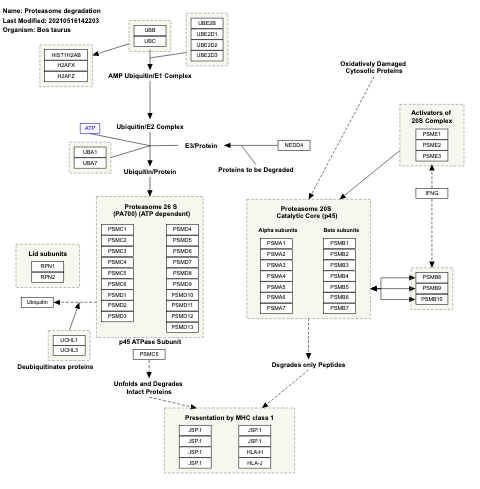 Name: Proteasome degradation
Last Modified: 20210516142203
Organism: Bos taurus
UBB
UBC
UBE2B
UBE2D1
UBE2D2
UBE2D3
HIST1H2AB
H2AFX
H2AFZ
AMP Ubiquitin/E1 Complex
Oxidatively Damaged
Cytosolic Proteins
Activators of
20S Complex
PSME1
PSME2
PSME3
ATP
Ubiquitin/E2 Complex
UBA1
UBA7
E3/Protein
NEDD4
Proteins to be Degraded
Ubiquitin/Protein
IFNG
Proteasome 26 S
(PA700) (ATP dependent)
PSMC1
PSMC2
PSMC3
PSMC4
PSMC5
PSMC6
PSMD1
PSMD2
PSMD3
PSMD4
PSMD5
PSMD6
PSMD7
PSMD8
PSMD9
PSMD10
PSMD11
PSMD12
PSMD13
Proteasome 20S
Catalytic Core (p45)
Alpha subunits
Beta subunits
PSMA1
PSMA2
PSMA3
PSMA4
PSMA5
PSMA6
PSMA7
PSMB1
PSMB2
PSMB3
PSMB4
PSMB5
PSMB6
PSMB7
PSMB8
PSMB9
PSMB10
Lid subunits
RPN1
RPN2
Ubiquitin
UCHL1
UCHL3
Deubiquitinates proteins
p45 ATPase Subunit
PSMC5
Unfolds and Degrades
Intact Proteins
Degrades only Peptides
Presentation by MHC class 1
JSP.1
JSP.1
JSP.1
JSP.1
JSP.1
JSP.1
HLA-H
HLA-J